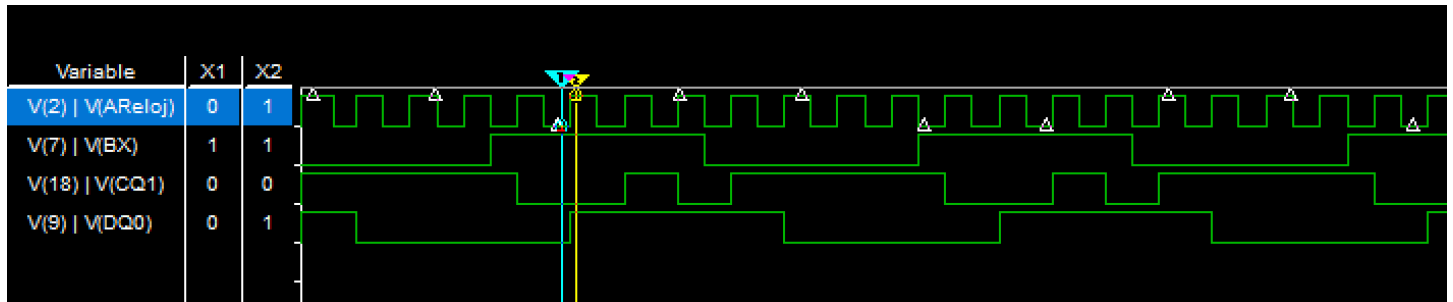 Variable X1 X2
V(2) | V(AReloj) 0 1
V(7) | V(BX) 1 1
V(18) | V(CQ1) 0 0
V(9) | V(DQ0) 0 1